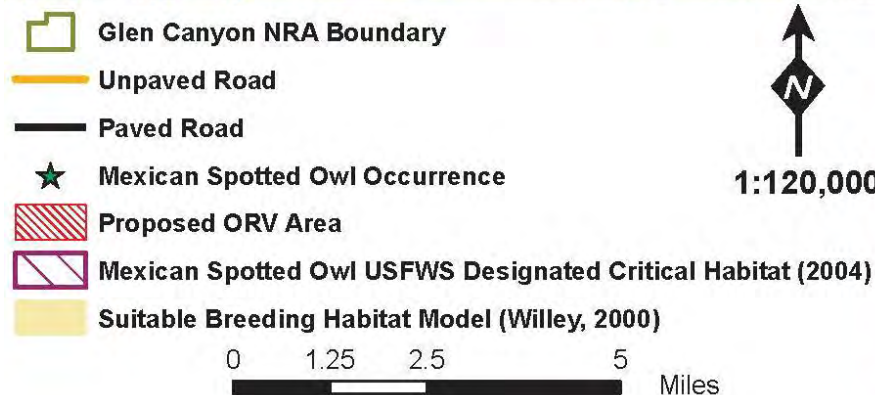 Glen Canyon NRA Boundary
Unpaved Road
Paved Road
Mexican Spotted Owl Occurrence
Proposed ORV Area
Mexican Spotted Owl USFWS Designated Critical Habitat (2004)
Suitable Breeding Habitat Model (Willey, 2000)
N
1:120,000
0 1.25 2.5 5
Miles